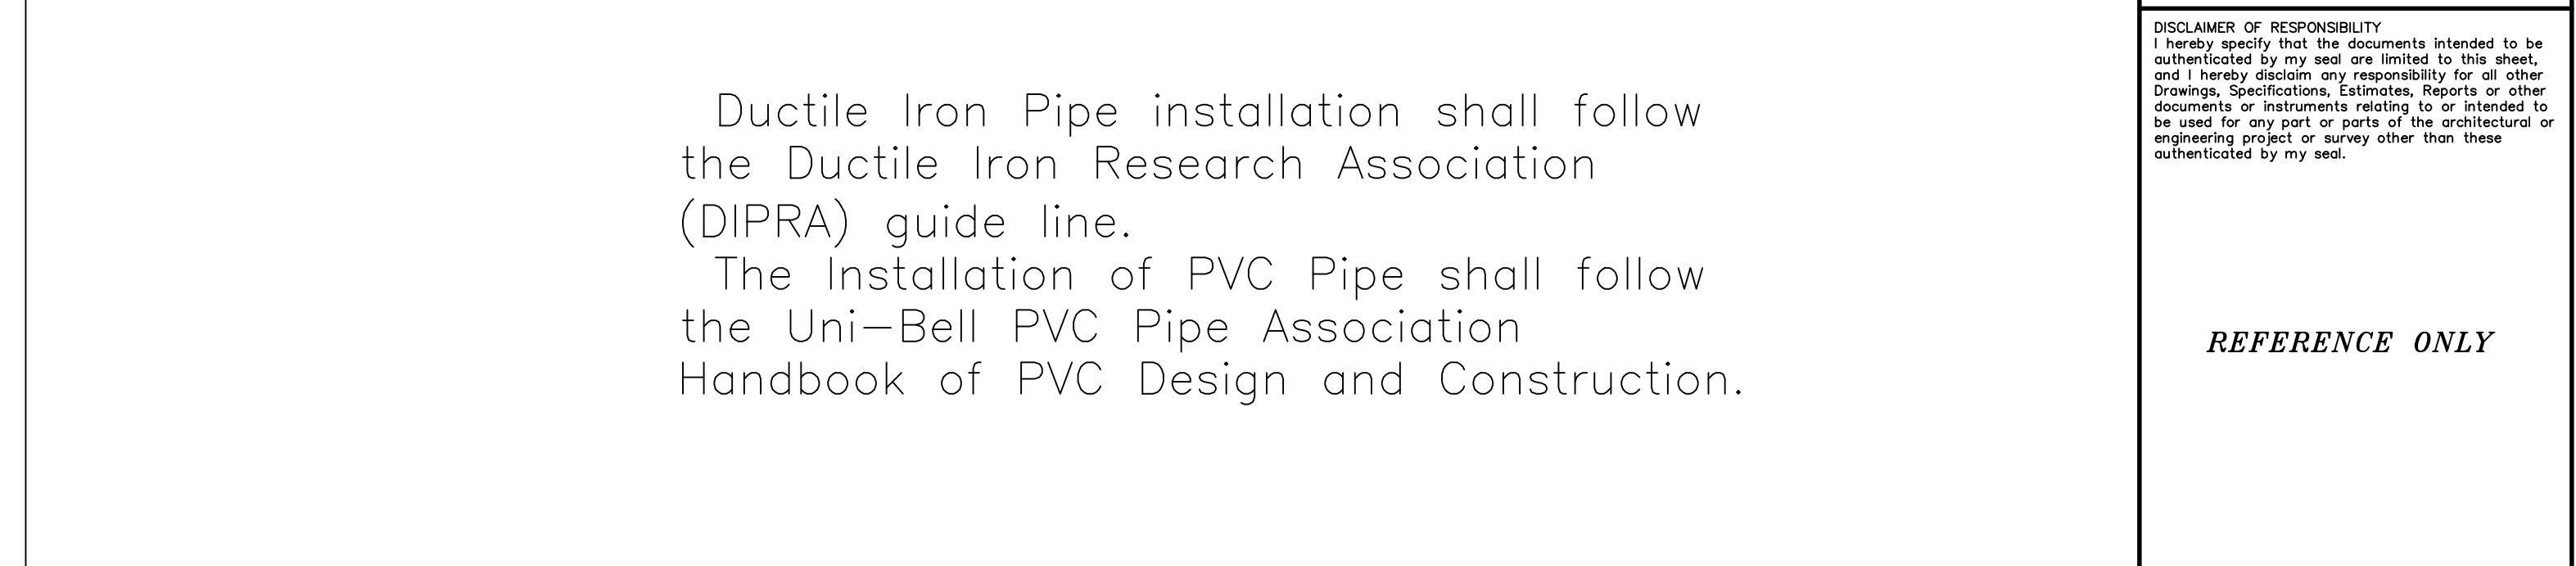 Ductile Iron Pipe installation shall follow
the Ductile Iron Research Association
(DIPRA) guide line.
The Installation of PVC Pipe shall follow
the Uni-Bell PVC Pipe Association
Handbook of PVC Design and Construction.
DISCLAIMER OF RESPONSIBILITY
I hereby specify that the documents intended to be
authenticated by my seal are limited to this sheet,
and I hereby disclaim any responsibility for all other
Drawings, Specifications, Estimates, Reports or other
documents or instruments relating to or intended to
be used for any part or parts of the architectural or
engineering project or survey other than these
authenticated by my seal.
REFERENCE ONLY